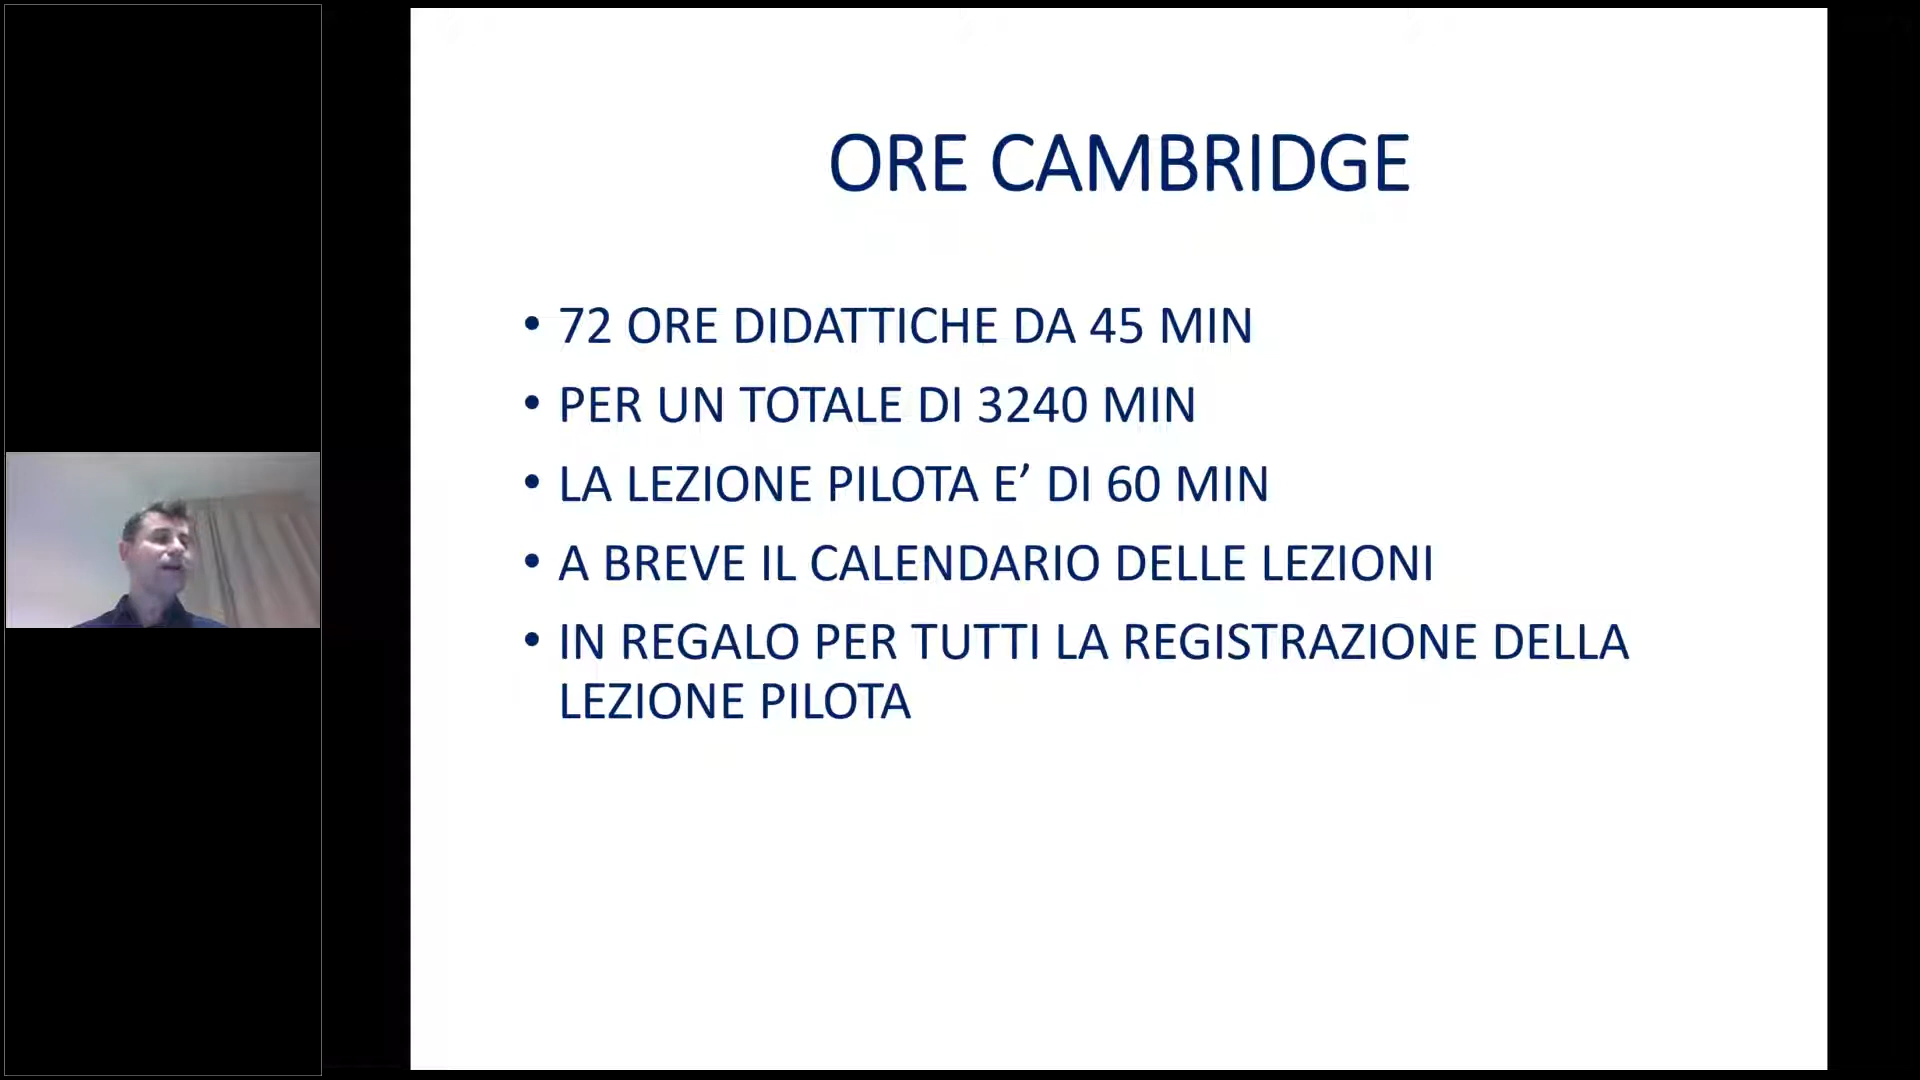 ORE CAMBRIDGE
• 72 ORE DIDATTICHE DA 45 MIN
• PER UN TOTALE DI 3240 MIN
• LA LEZIONE PILOTA E’ DI 60 MIN
• A BREVE IL CALENDARIO DELLE LEZIONI
• IN REGALO PER TUTTI LA REGISTRAZIONE DELLA
LEZIONE PILOTA